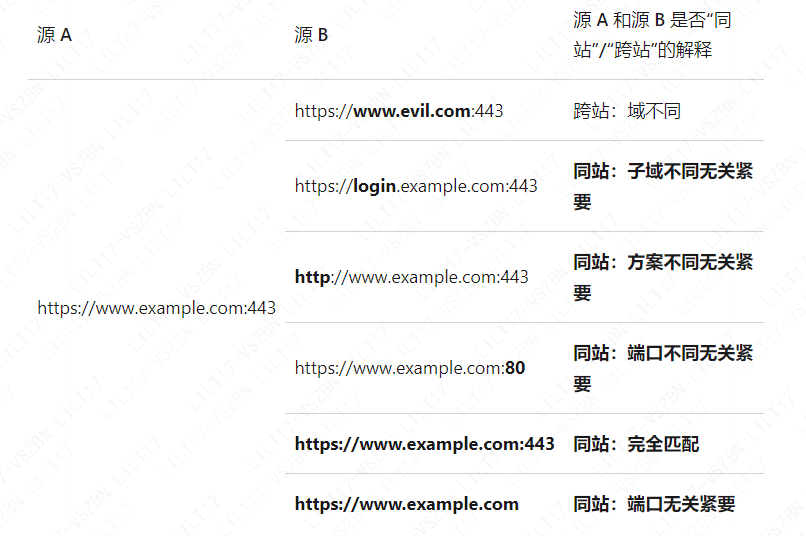 源 A
源 B
源 A 和源 B 是否“同
站”/“跨站”的解释
https://www.example.com:443
https://www.evil.com:443
跨站：域不同
https://login.example.com:443
同站：子域不同无关紧
要
http://www.example.com:443
同站：方案不同无关紧
要
https://www.example.com:80
同站：端口不同无关紧
要
https://www.example.com:443
同站：完全匹配
https://www.example.com
同站：端口无关紧要
LILT17-VSZBN